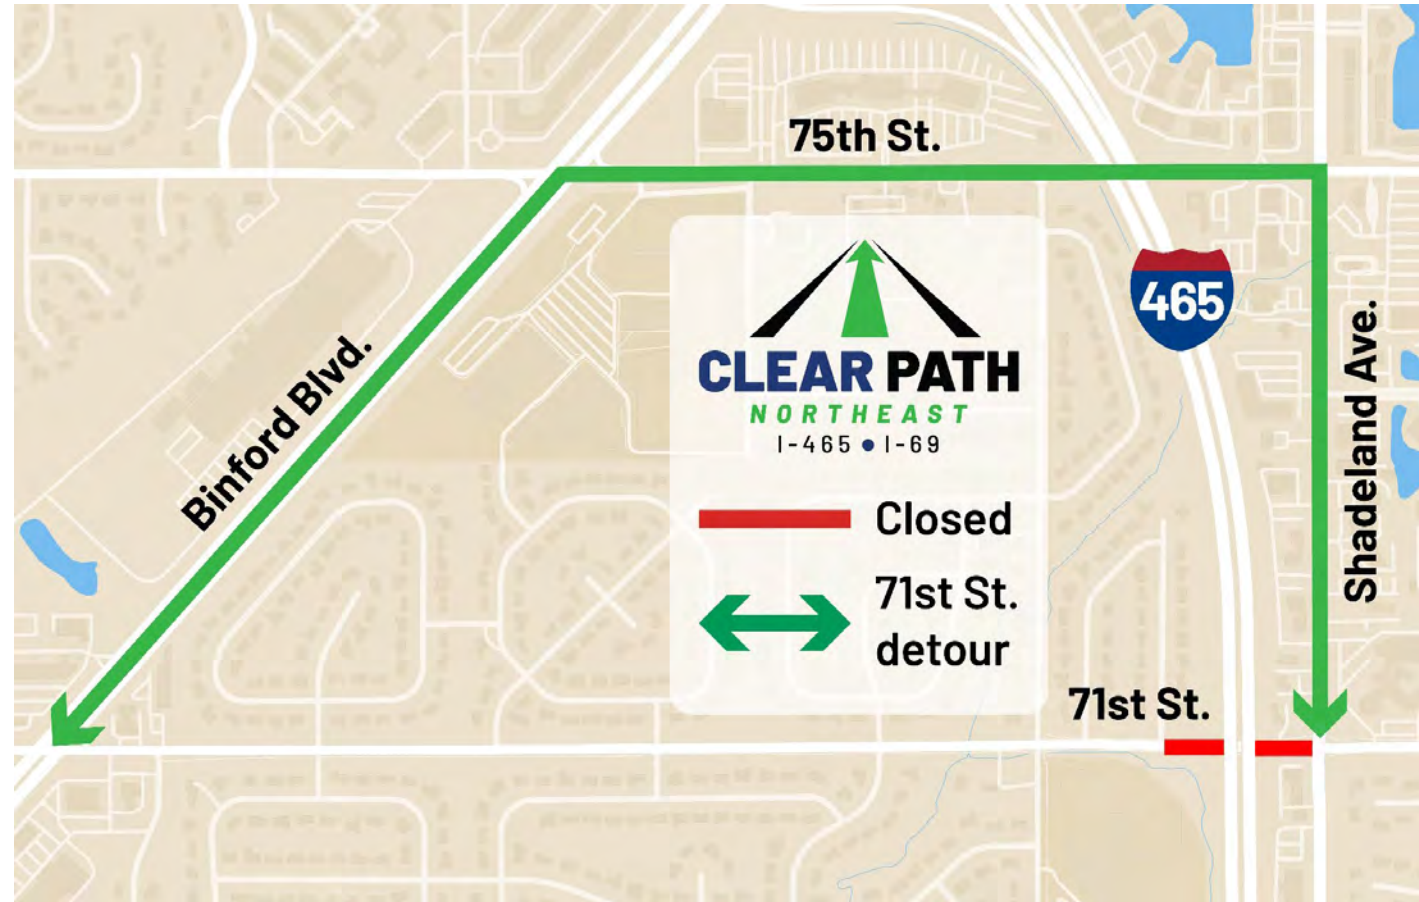 75th St.
Binford Blvd.
CLEAR PATH
NORTHEAST
I-465 • I-69
Closed
71st St.
detour
465
Shadeland Ave.
71st St.